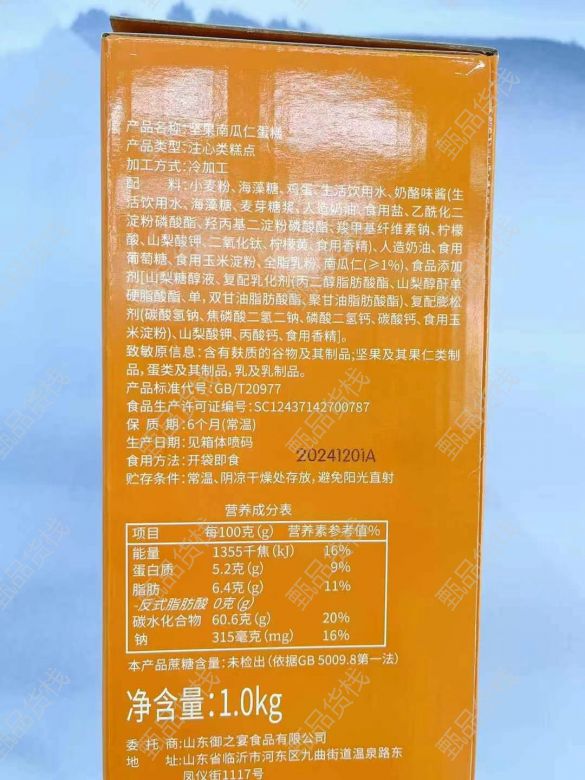 产品名称:坚果南瓜仁蛋糕
产品类型:注心类糕点
加工方式:冷加工
配 料:小麦粉、海藻糖、鸡蛋、生活饮用水、奶酪味酱(生
活饮用水、海藻糖、麦芽糖浆、人造奶油、食用盐、乙酰化二
淀粉磷酸酯、羟丙基二淀粉磷酸酯、羧甲基纤维素钠、柠檬
酸、山梨酸钾、二氧化钛、柠檬黄、食用香精)、人造奶油、食用
葡萄糖、食用玉米淀粉、全脂乳粉、南瓜仁(≥1%)、食品添加
剂[山梨糖醇液、复配乳化剂(丙二醇脂肪酸酯、山梨醇酐单
硬脂酸酯、单,双甘油脂肪酸酯、聚甘油脂肪酸酯)、复配膨松
剂(碳酸氢钠、焦磷酸二氢二钠、磷酸二氢钙、碳酸钙、食用玉
米淀粉)、山梨酸钾、丙酸钙、食用香精]。
致敏原信息:含有麸质的谷物及其制品;坚果及其果仁类制
品,蛋类及其制品,乳及乳制品。
产品标准代号:GB/T20977
食品生产许可证编号:SC12437142700787
保 质 期:6个月(常温)
生产日期:见箱体喷码
食用方法:开袋即食 20241201A
贮存条件:常温、阴凉干燥处存放,避免阳光直射
营养成分表
项目 每100克(g) 营养素参考值%
能量 1355千焦(kJ) 16%
蛋白质 5.2克(g) 9%
脂肪 6.4克(g) 11%
-反式脂肪酸 0克(g)
碳水化合物 60.6克(g) 20%
钠 315毫克(mg) 16%
本产品蔗糖含量:未检出(依据GB 5009.8第一法)
净含量:1.0kg
委 托 商:山东御之宴食品有限公司
地 址:山东省临沂市河东区九曲街道温泉路东
凤仪街1117号
甄品货栈